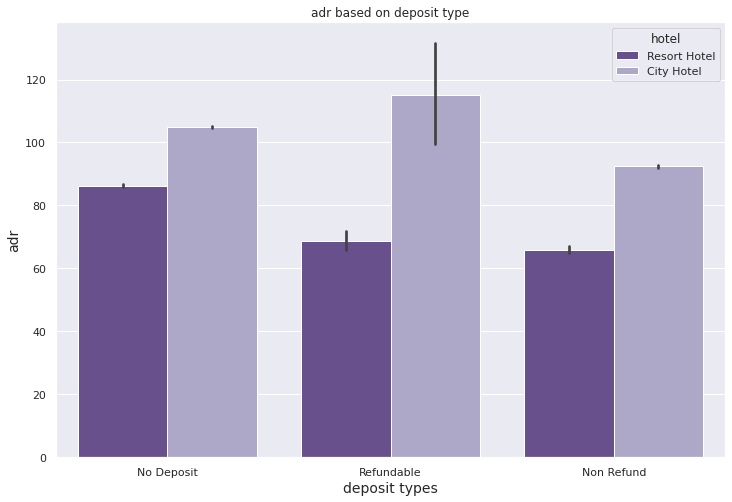 adr based on deposit type
hotel
Resort Hotel
City Hotel
adr
120
100
80
60
40
20
0
No Deposit
Refundable
Non Refund
deposit types